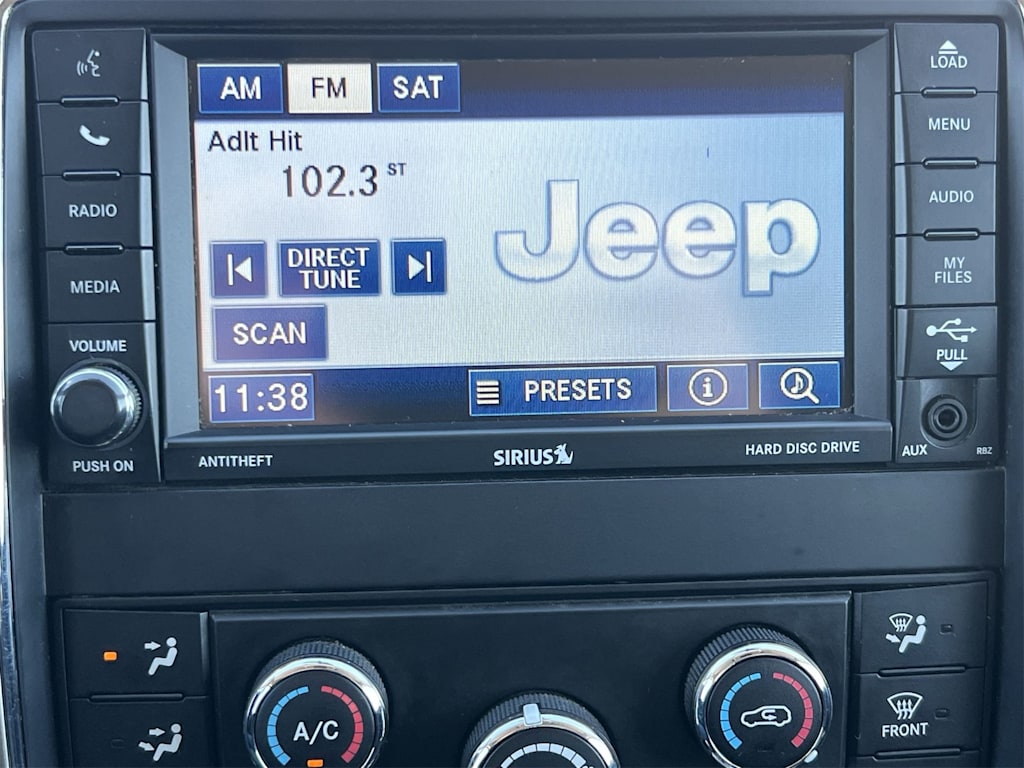 AM FM SAT
Adlt Hit
102.3 ST
Jeep
DIRECT
TUNE
SCAN
11:38
PRESETS
i
RADIO
MEDIA
VOLUME
PUSH ON
LOAD
MENU
AUDIO
MY
FILES
PULL
AUX
RBZ
ANTITHEFT
SIRIUS
HARD DISC DRIVE
A/C
FRONT